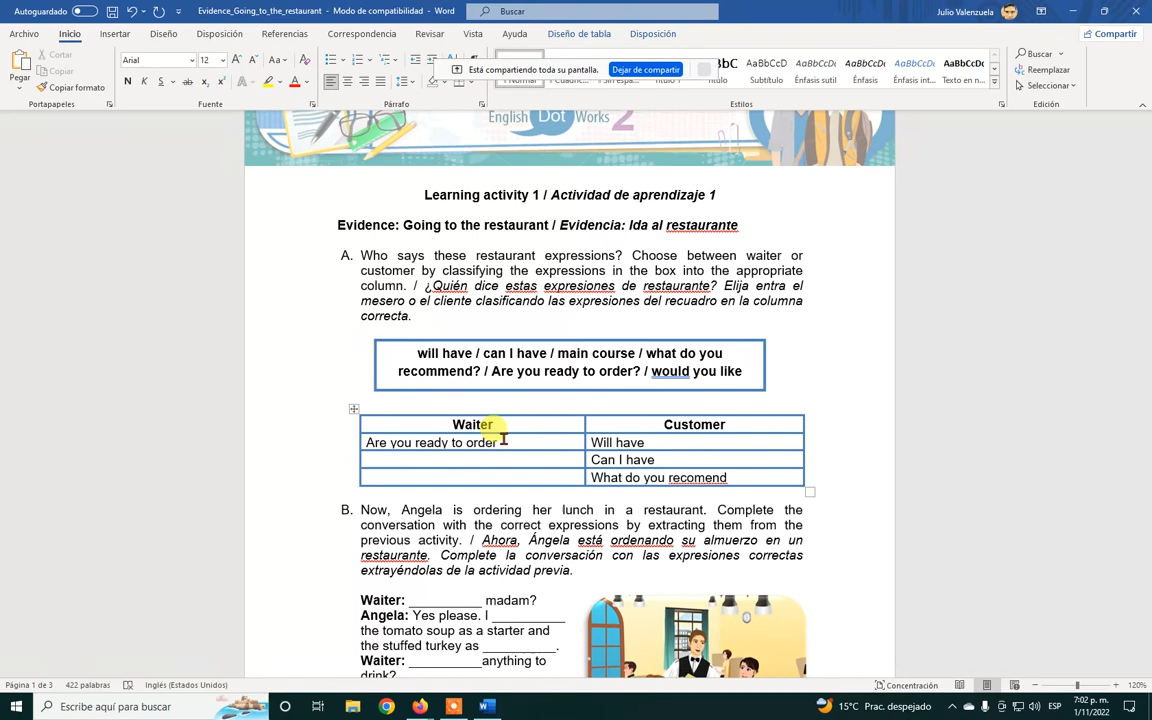 Autoguardado
Evidence_Going_to_the_restaurant - Modo de compatibilidad - Word
Buscar
Julio Valenzuela
Archivo Inicio Insertar Diseño Disposición Referencias Correspondencia Revisar Vista Ayuda Diseño de tabla Disposición
Compartir
Pegar
Cortar
Copiar
Copiar formato
Portapapeles
Arial 12
Fuente
Párrafo
Está compartiendo toda su pantalla. Dejar de compartir
AaBbCcD Subtítulo
AaBbCcDı Énfasis sutil
AaBbCcDı Énfasis
AaBbCcDı Énfasis int...
AaBbCcDı Texto en n...
Estilos
Buscar
Reemplazar
Seleccionar
Edición
English Dot Works 2
Learning activity 1 / Actividad de aprendizaje 1
Evidence: Going to the restaurant / Evidencia: Ida al restaurante
A. Who says these restaurant expressions? Choose between waiter or
customer by classifying the expressions in the box into the appropriate
column. / ¿Quién dice estas expresiones de restaurante? Elija entre el
mesero o el cliente clasificando las expresiones del recuadro en la columna
correcta.
will have / can I have / main course / what do you
recommend? / Are you ready to order? / would you like
Waiter Customer
Are you ready to order Will have
Can I have
What do you recomend
B. Now, Angela is ordering her lunch in a restaurant. Complete the
conversation with the correct expressions by extracting them from the
previous activity. / Ahora, Ángela está ordenando su almuerzo en un
restaurante. Complete la conversación con las expresiones correctas
extrayéndolas de la actividad previa.
Waiter: __________ madam?
Angela: Yes please. I __________
the tomato soup as a starter and
the stuffed turkey as __________.
Waiter: __________anything to
drink?
Página 1 de 3 422 palabras Inglés (Estados Unidos)
Concentración
120%
Escribe aquí para buscar
15°C Prac. despejado
ESP
7:02 p. m.
1/11/2022